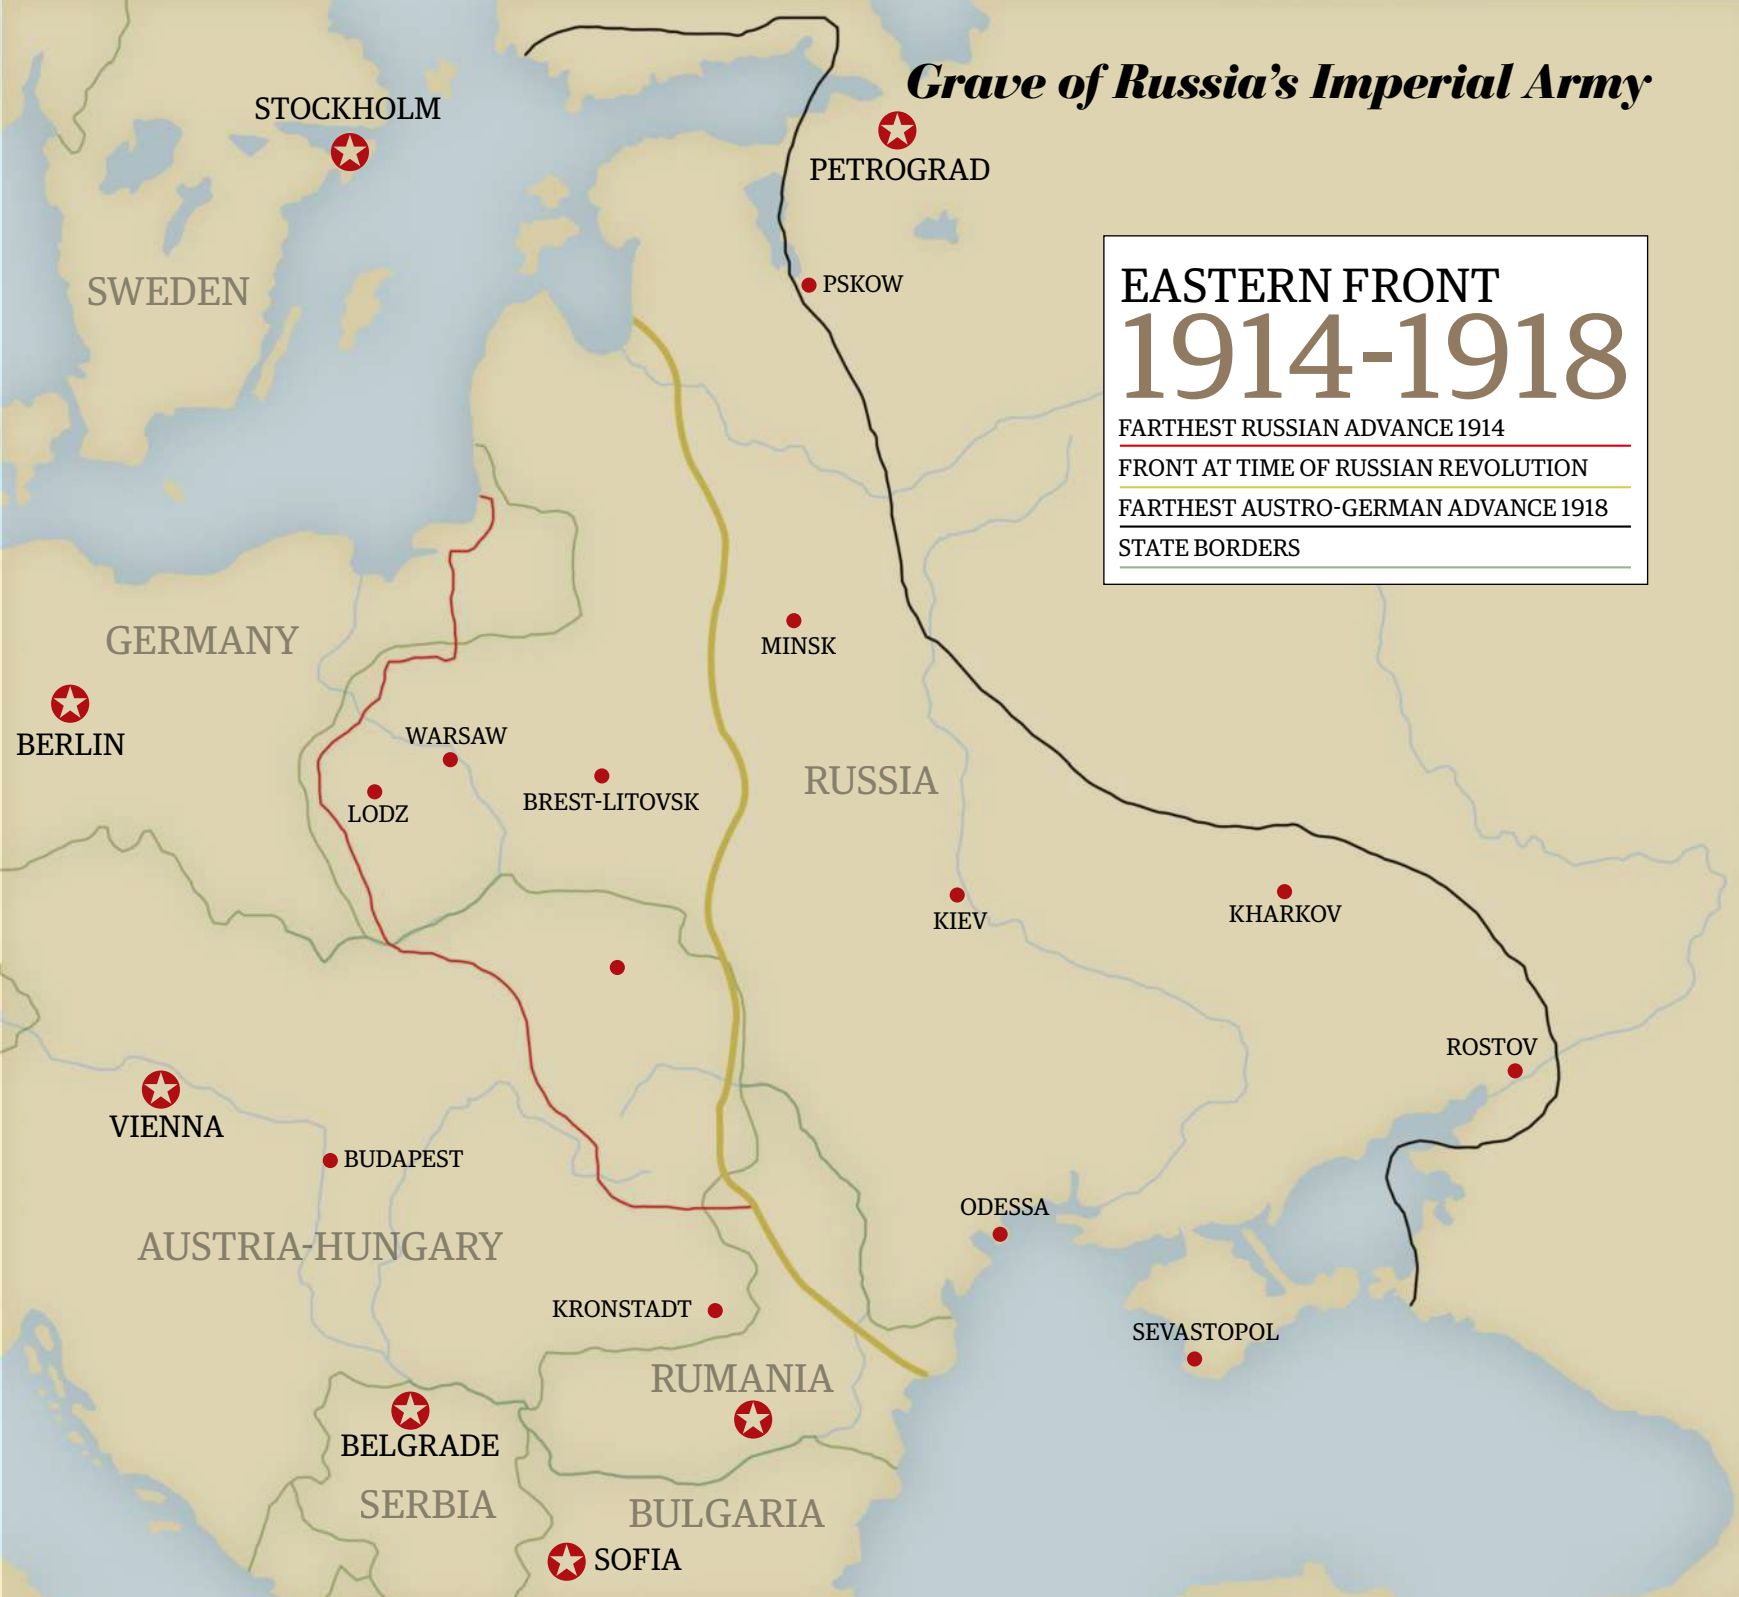 Grave of Russia's Imperial Army
STOCKHOLM
PETROGRAD
SWEDEN
PSKOW
EASTERN FRONT
1914-1918
FARTHEST RUSSIAN ADVANCE 1914
FRONT AT TIME OF RUSSIAN REVOLUTION
FARTHEST AUSTRO-GERMAN ADVANCE 1918
STATE BORDERS
GERMANY
MINSK
BERLIN
WARSAW
RUSSIA
BREST-LITOVSK
LODZ
KIEV
KHARKOV
ROSTOV
VIENNA
BUDAPEST
ODESSA
AUSTRIA-HUNGARY
KRONSTADT
SEVASTOPOL
RUMANIA
BELGRADE
SERBIA
BULGARIA
SOFIA